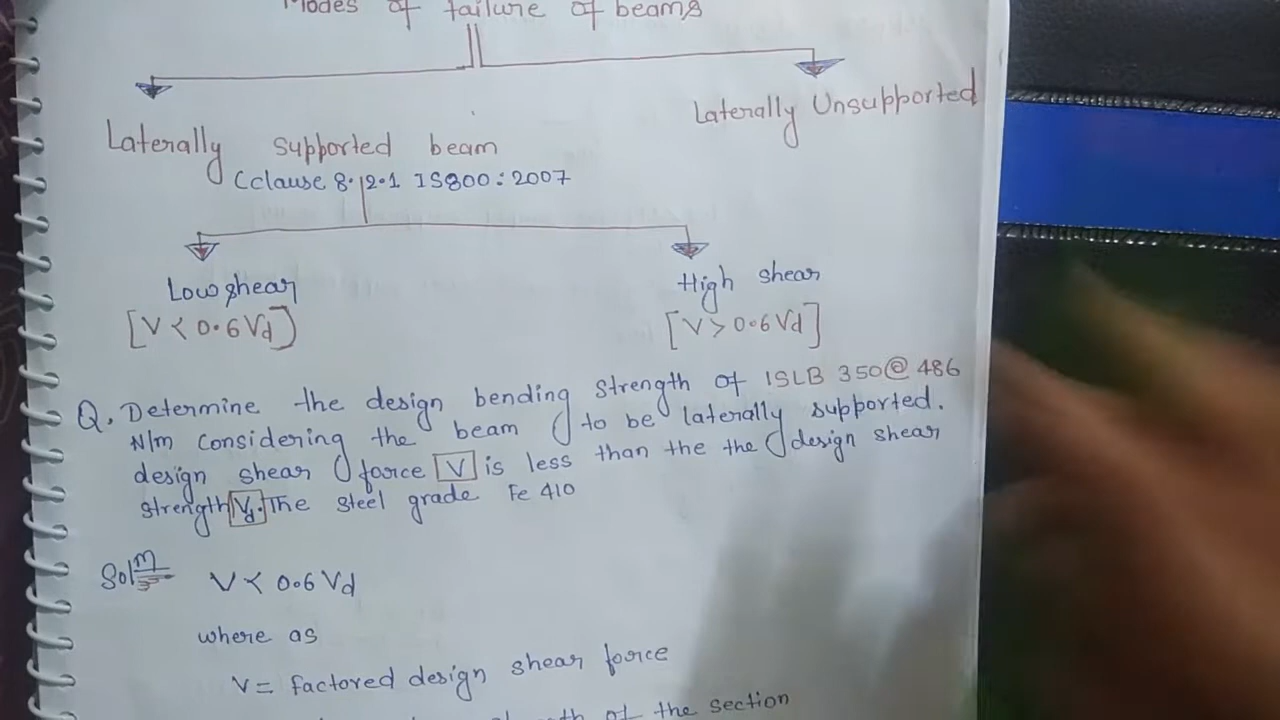 Modes of failure of beams
Laterally Unsupported
Laterally supported beam
(clause 8.2.1 IS800:2007
Low shear
High shear
[V < 0.6 Vd]
[V > 0.6 Vd]
Q. Determine the design bending strength of ISLB 350@ 486
N/m considering the beam to be laterally supported.
design shear force V is less than the the design shear
strength Vd. The steel grade Fe 410
Solm
V < 0.6 Vd
where as
V = factored design shear force
of the section